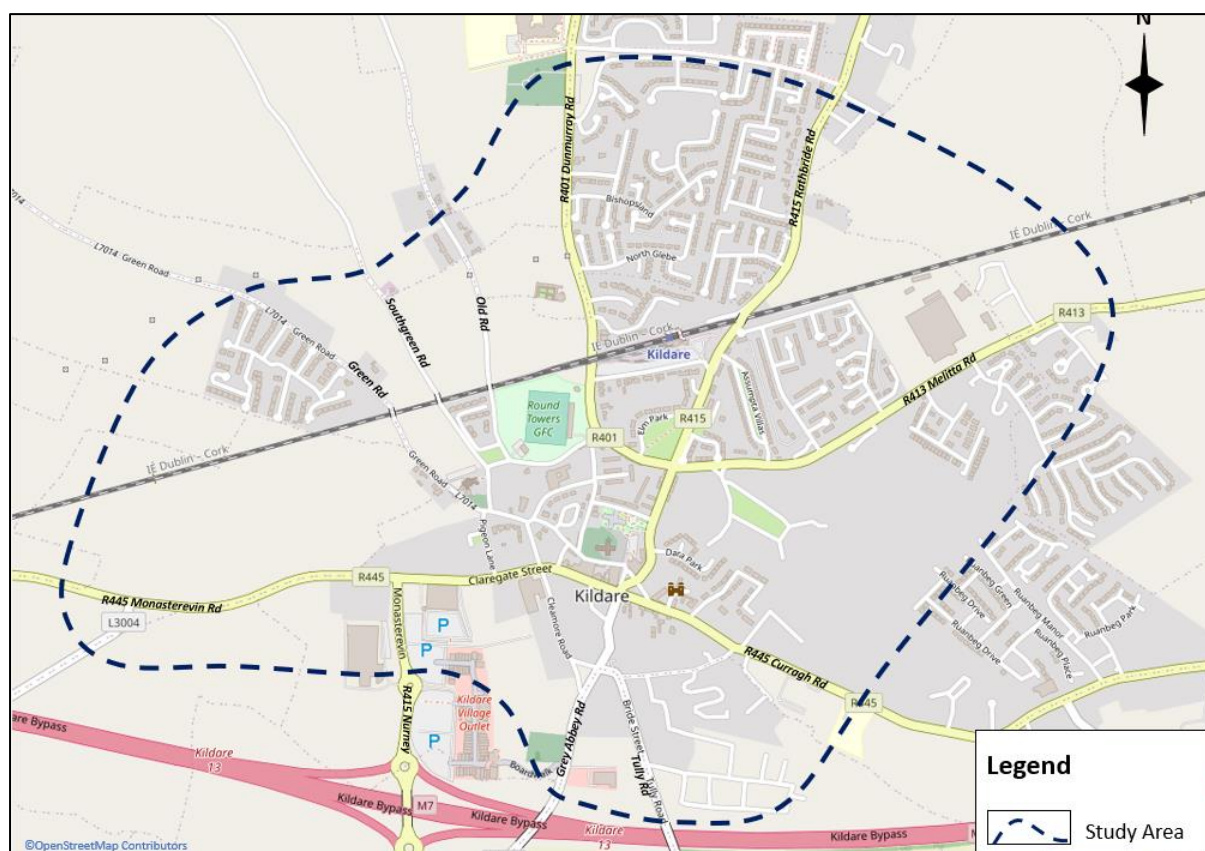 N
R401 Dunmurray Rd
R415 Rathbride Rd
Bishopsland
North Glebe
IÉ Dublin – Cork
L7014
L7014 Green Road
L7014 Green Road
Southgreen Rd
Old Rd
Green Rd
IÉ Dublin – Cork
Kildare
R413
R413 Melitta Rd
Assumpta Villas
Round
Towers
GFC
Elm Park
R415
R401
IÉ Dublin – Cork
Green Road
L7014
Pigeon Lane
Dara Park
R445
Claregate Street
Kildare
R445 Monasterevin Rd
L3004
Monasterevin
Cleamore Road
Ruanbeg Drive
Ruanbeg Green
Ruanbeg Manor
Ruanbeg Park
Ruanbeg Drive
Ruanbeg Place
R445 Curragh Rd
R445
P
P
P
R415 Nurney
Kildare
Village
Outlet
Boardwalk
Grey Abbey Rd
Bride Street
Tully Rd
Tully Road
Kildare Bypass
Kildare
13
Kildare Bypass
M7
Kildare Bypass
Kildare
13
Kildare Bypass
Legend
Study Area
©OpenStreetMap Contributors